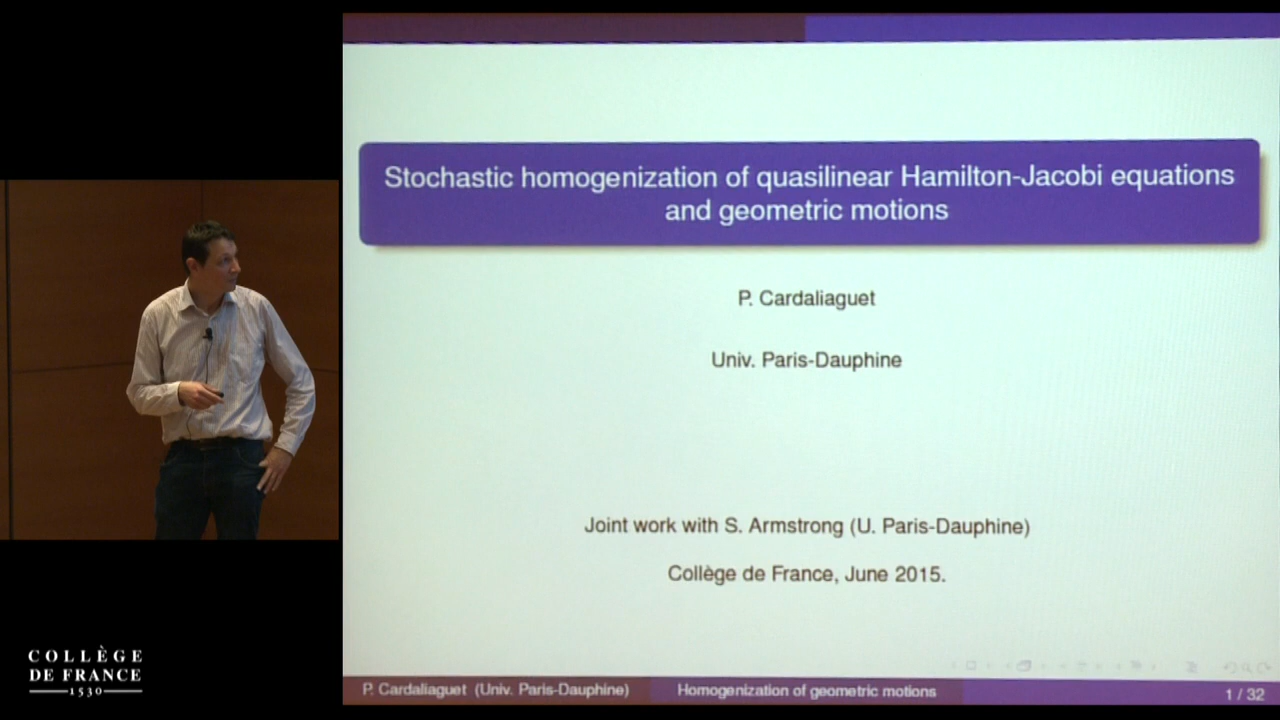 Stochastic homogenization of quasilinear Hamilton-Jacobi equations
and geometric motions
P. Cardaliaguet
Univ. Paris-Dauphine
Joint work with S. Armstrong (U. Paris-Dauphine)
Collège de France, June 2015.
P. Cardaliaguet (Univ. Paris-Dauphine)
Homogenization of geometric motions
1 / 32
COLLÈGE
DE FRANCE
1530